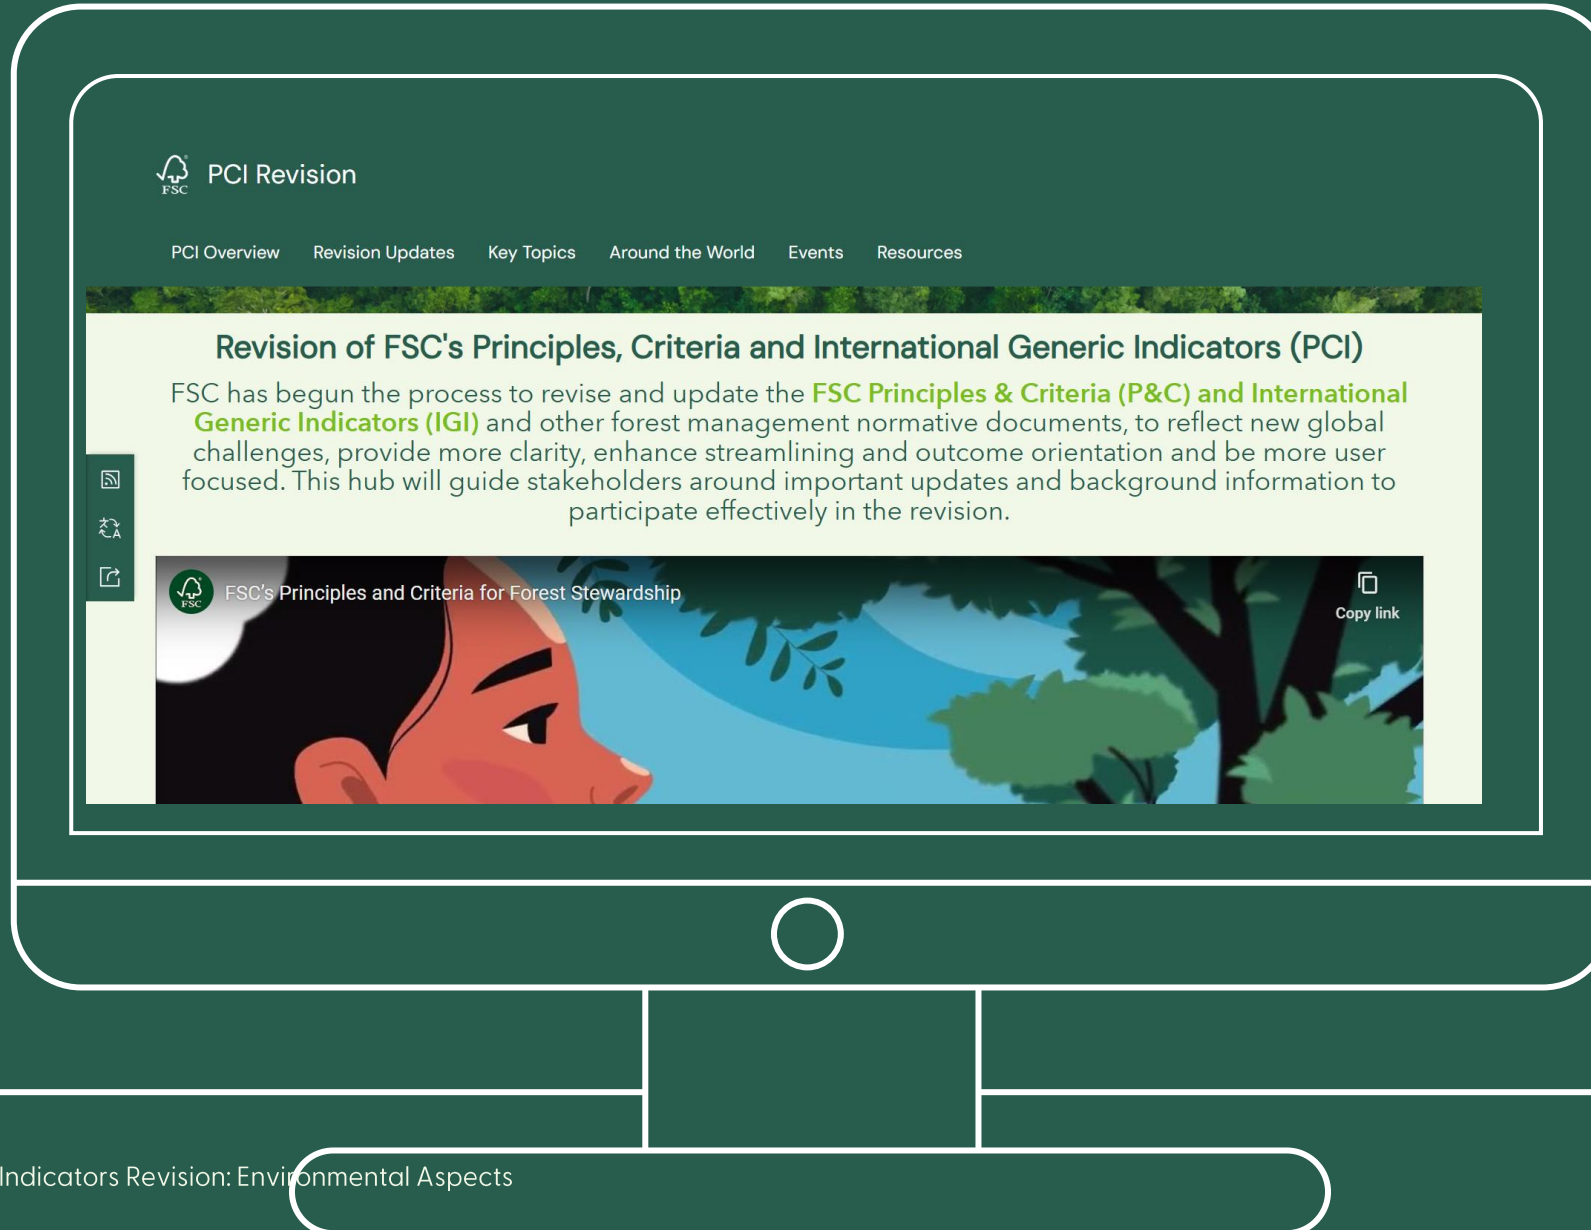 FSC
PCI Revision
PCI Overview Revision Updates Key Topics Around the World Events Resources
Revision of FSC's Principles, Criteria and International Generic Indicators (PCI)
FSC has begun the process to revise and update the FSC Principles & Criteria (P&C) and International
Generic Indicators (IGI) and other forest management normative documents, to reflect new global
challenges, provide more clarity, enhance streamlining and outcome orientation and be more user
focused. This hub will guide stakeholders around important updates and background information to
participate effectively in the revision.
FSC
FSC's Principles and Criteria for Forest Stewardship
Copy link
Indicators Revision: Environmental Aspects